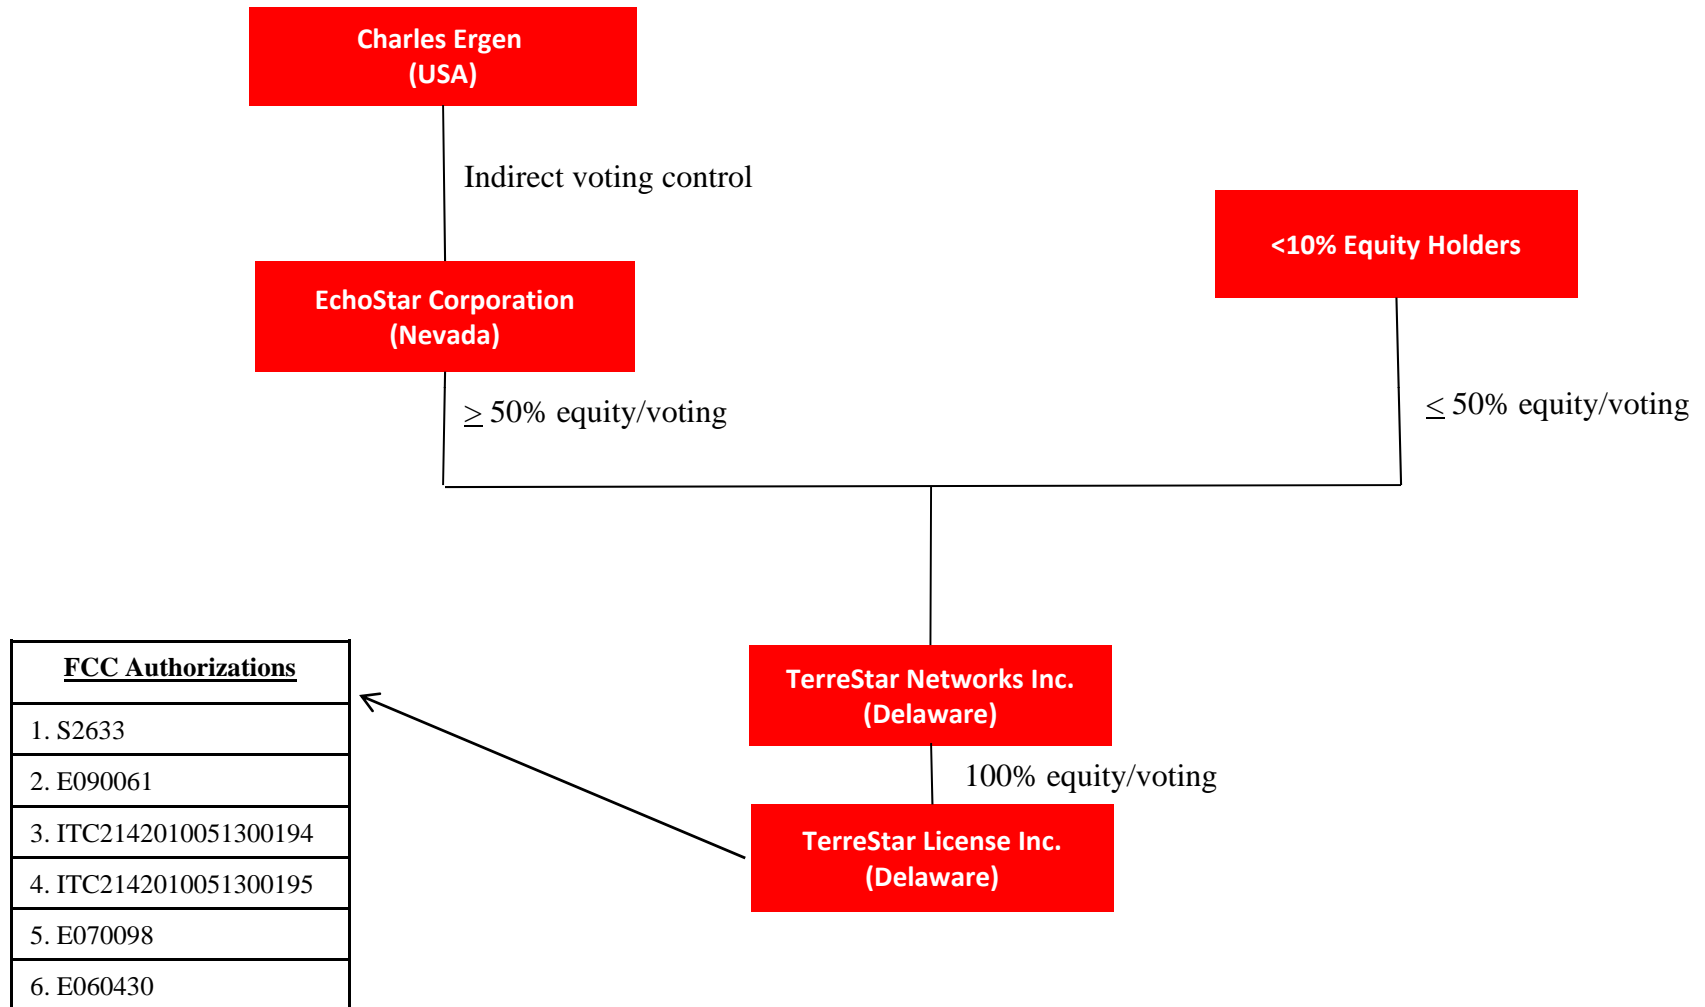 Charles Ergen
(USA)
Indirect voting control
<10% Equity Holders
EchoStar Corporation
(Nevada)
≥ 50% equity/voting
≤ 50% equity/voting
TerreStar Networks Inc.
(Delaware)
100% equity/voting
TerreStar License Inc.
(Delaware)
FCC Authorizations
1. S2633
2. E090061
3. ITC2142010051300194
4. ITC2142010051300195
5. E070098
6. E060430